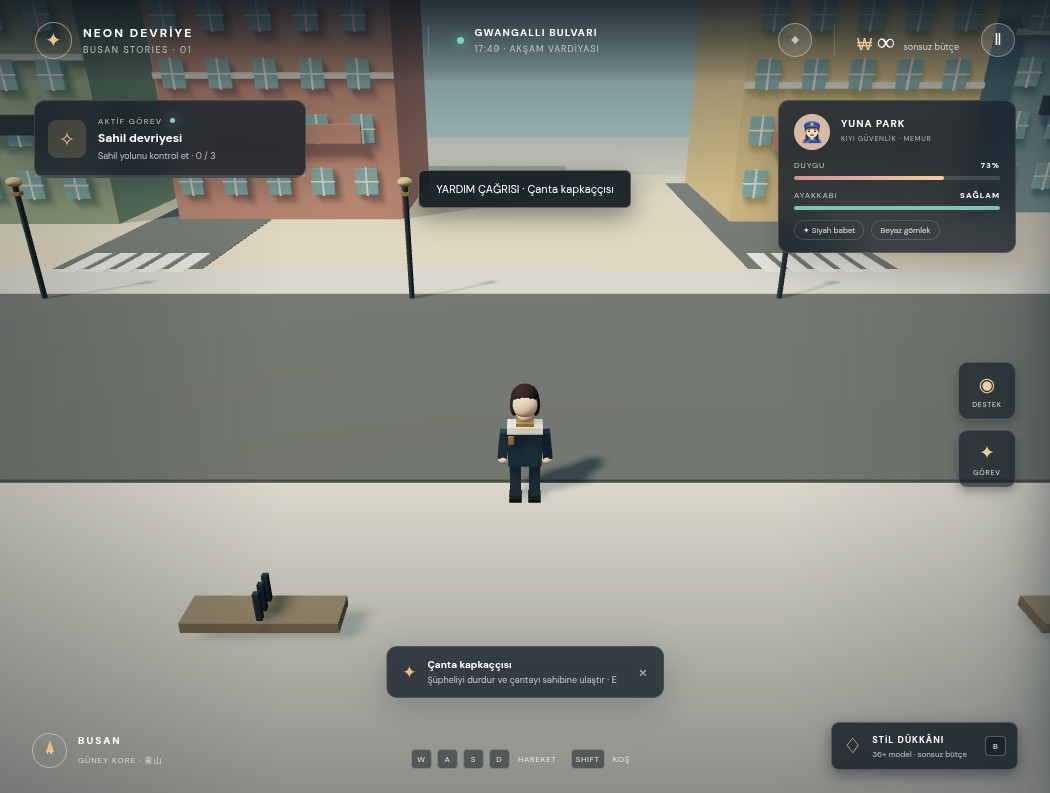 NEON DEVRİYE
BUSAN STORIES · 01
GWANGALLI BULVARI
17:49 · AKŞAM VARDİYASI
₩ ∞ sonsuz bütçe
AKTİF GÖREV
Sahil devriyesi
Sahil yolunu kontrol et · 0 / 3
YARDIM ÇAĞRISI · Çanta kapkaççısı
YUNA PARK
KIYI GÜVENLİK · MEMUR
DUYGU 73%
AYAKKABI SAĞLAM
✦ Siyah babet Beyaz gömlek
DESTEK
GÖREV
Çanta kapkaççısı
Şüpheliyi durdur ve çantayı sahibine ulaştır · E
×
BUSAN
GÜNEY KORE · 釜山
W A S D HAREKET SHIFT KOŞ
STİL DÜKKÂNI
36+ model · sonsuz bütçe
B